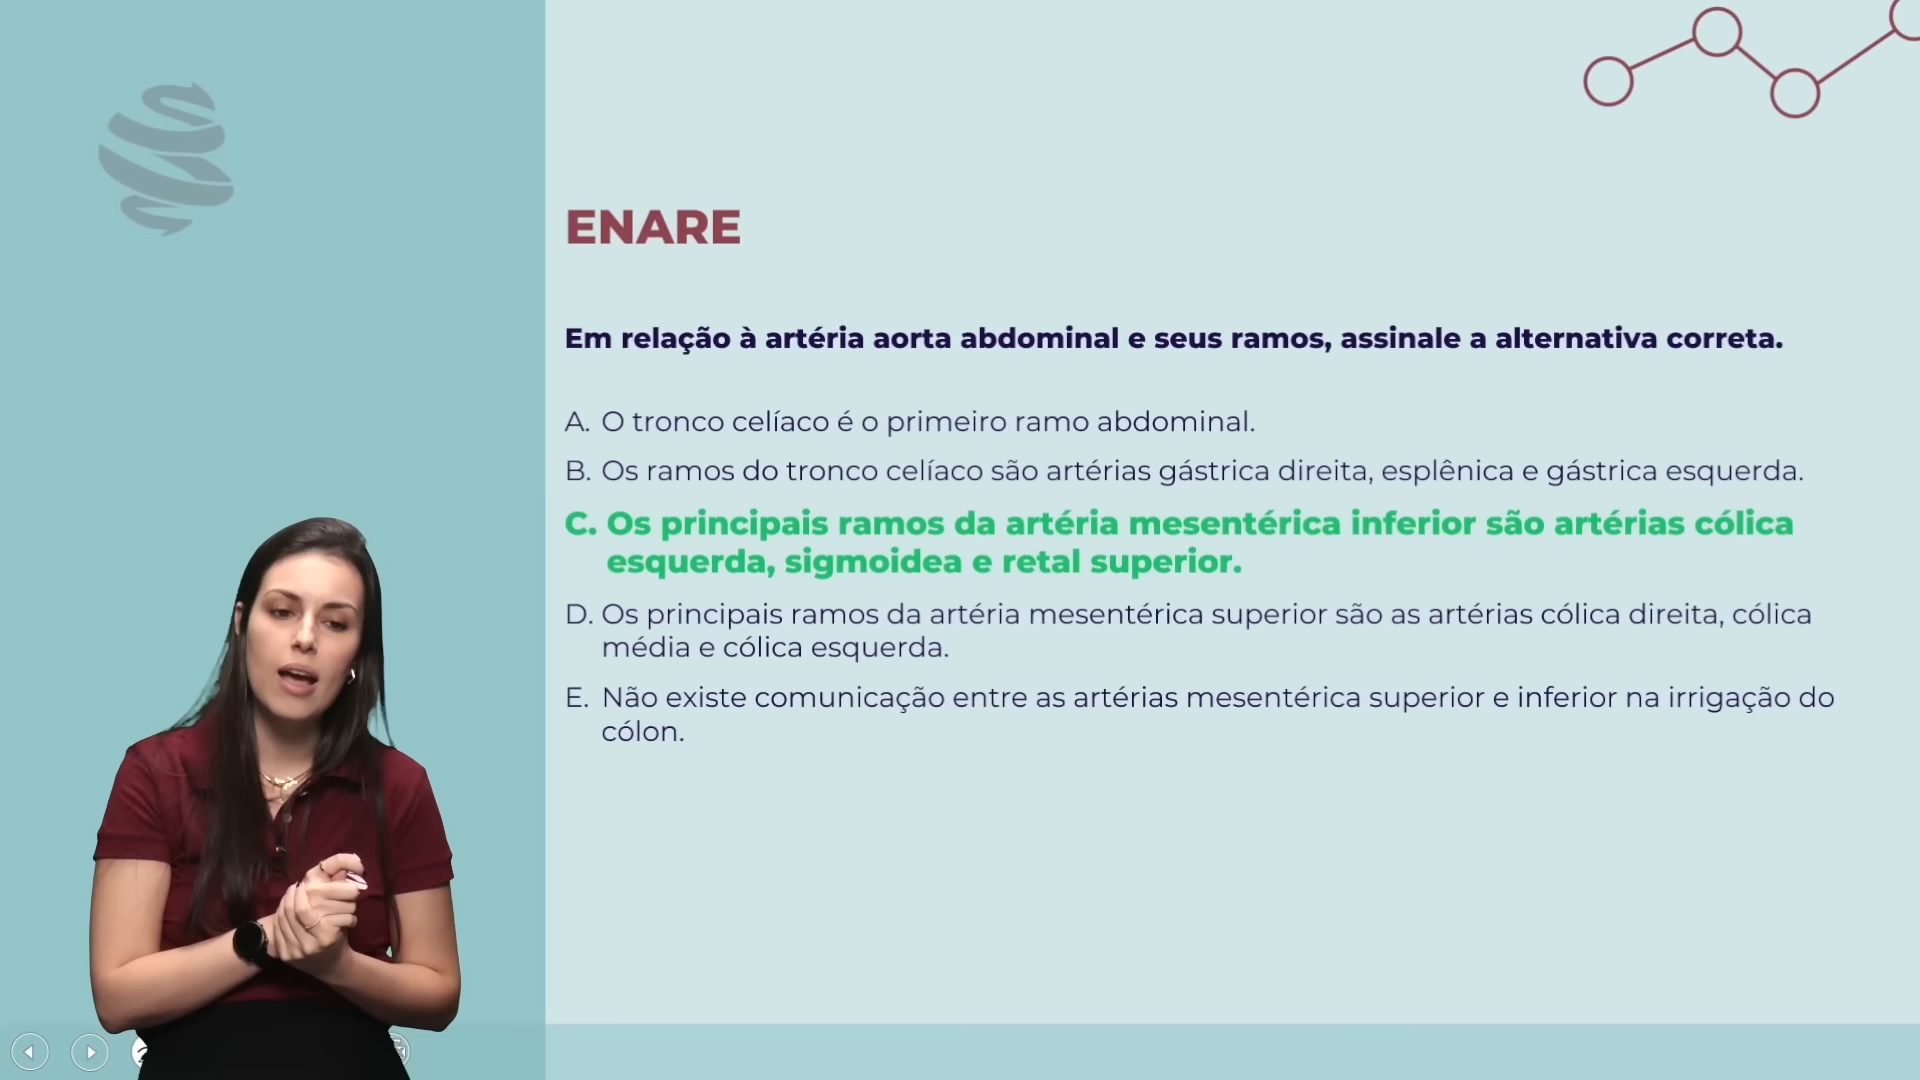 ENARE
Em relação à artéria aorta abdominal e seus ramos, assinale a alternativa correta.
A. O tronco celíaco é o primeiro ramo abdominal.
B. Os ramos do tronco celíaco são artérias gástrica direita, esplênica e gástrica esquerda.
C. Os principais ramos da artéria mesentérica inferior são artérias cólica
esquerda, sigmoidea e retal superior.
D. Os principais ramos da artéria mesentérica superior são as artérias cólica direita, cólica
média e cólica esquerda.
E. Não existe comunicação entre as artérias mesentérica superior e inferior na irrigação do
cólon.